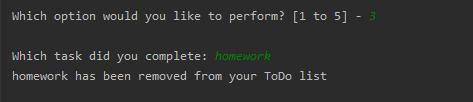 Which option would you like to perform? [1 to 5] - 3
Which task did you complete: homework
homework has been removed from your ToDo list